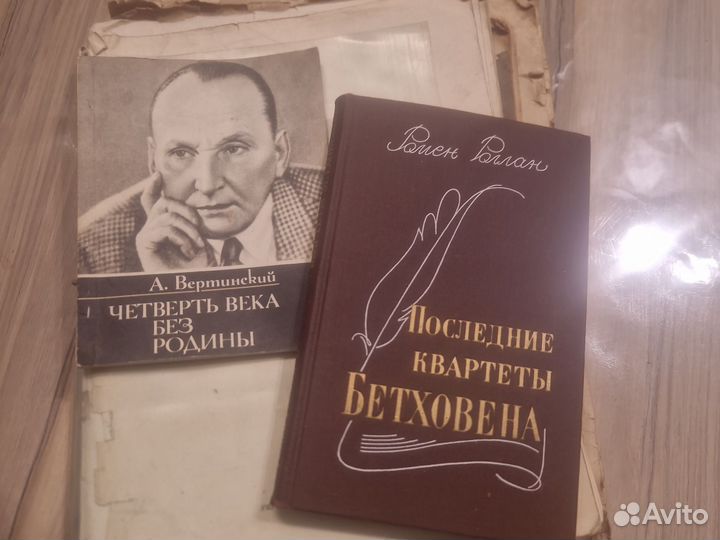 А. Вертинский
ЧЕТВЕРТЬ ВЕКА
БЕЗ
РОДИНЫ
Ромен Роллан
ПОСЛЕДНИЕ
КВАРТЕТЫ
БЕТХОВЕНА
Avito